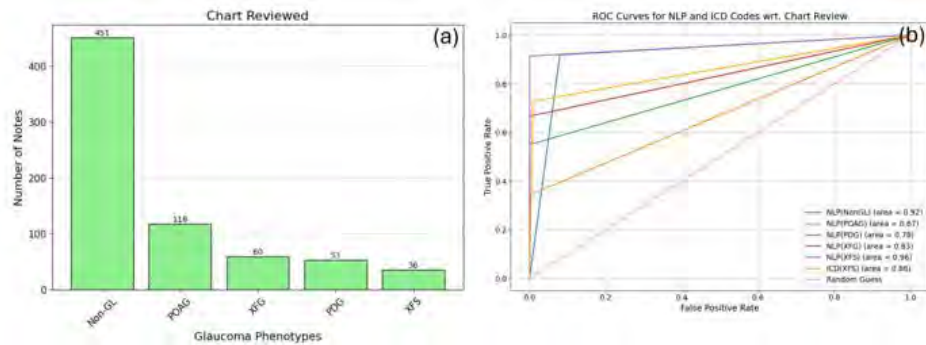 Chart Reviewed
(a)
451
118
60
53
36
400
300
200
100
0
Number of Notes
Non-GL
POAG
XFG
PDG
XFS
Glaucoma Phenotypes
ROC Curves for NLP and ICD Codes wrt. Chart Review
(b)
1.0
0.8
0.6
0.4
0.2
0.0
True Positive Rate
NLP(NonGL) (area = 0.92)
NLP(POAG) (area = 0.67)
NLP(PDG) (area = 0.78)
NLP(XFG) (area = 0.83)
NLP(XFS) (area = 0.96)
ICD(XFS) (area = 0.86)
Random Guess
0.0 0.2 0.4 0.6 0.8 1.0
False Positive Rate